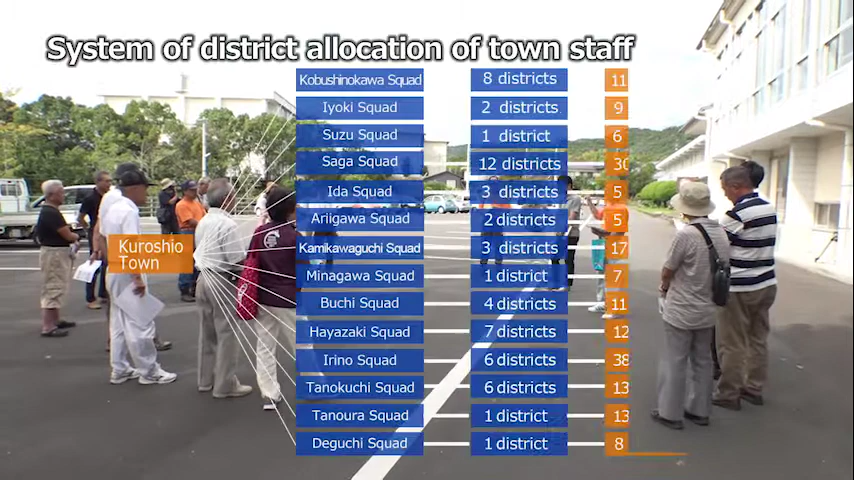 System of district allocation of town staff
Kobushinokawa Squad 8 districts 11
Iyoki Squad 2 districts 9
Suzu Squad 1 district 6
Saga Squad 12 districts 30
Ida Squad 3 districts 5
Ariigawa Squad 2 districts 5
Kuroshio
Town
Kamikawaguchi Squad 3 districts 17
Minagawa Squad 1 district 7
Buchi Squad 4 districts 11
Hayazaki Squad 7 districts 12
Irino Squad 6 districts 38
Tanokuchi Squad 6 districts 13
Tanoura Squad 1 district 13
Deguchi Squad 1 district 8